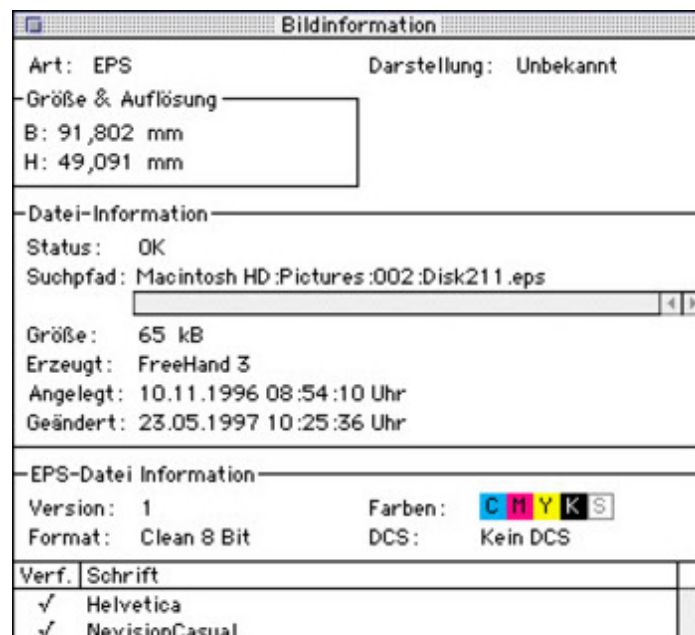 Bildinformation
Art: EPS Darstellung: Unbekannt
Größe & Auflösung
B: 91,802 mm
H: 49,091 mm
Datei-Information
Status: OK
Suchpfad: Macintosh HD:Pictures:002:Disk211.eps
Größe: 65 kB
Erzeugt: FreeHand 3
Angelegt: 10.11.1996 08:54:10 Uhr
Geändert: 23.05.1997 10:25:36 Uhr
EPS-Datei Information
Version: 1 Farben: C M Y K S
Format: Clean 8 Bit DCS: Kein DCS
Verf. Schrift
√ Helvetica
√ NevisionCasual